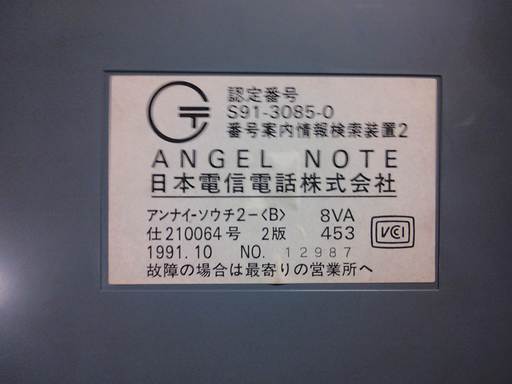 認定番号
S91-3085-0
番号案内情報検索装置2
ANGEL NOTE
日本電信電話株式会社
アンナイ-ソウチ2-<B> 8VA
仕210064号 2版 453
1991.10 NO. 12987
VCI
故障の場合は最寄りの営業所へ